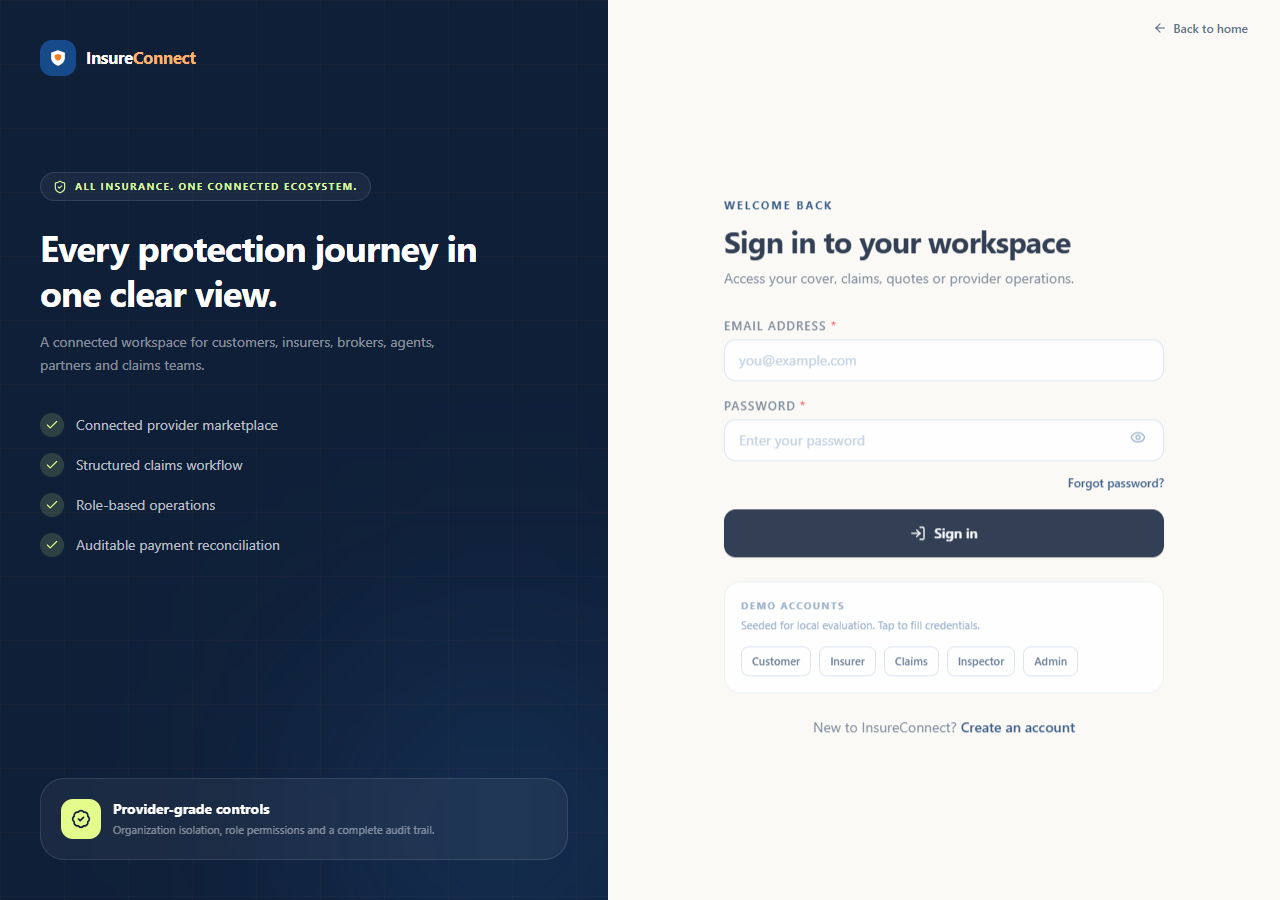 InsureConnect
ALL INSURANCE. ONE CONNECTED ECOSYSTEM.
Every protection journey in
one clear view.
A connected workspace for customers, insurers, brokers, agents,
partners and claims teams.
Connected provider marketplace
Structured claims workflow
Role-based operations
Auditable payment reconciliation
Provider-grade controls
Organization isolation, role permissions and a complete audit trail.
Back to home
WELCOME BACK
Sign in to your workspace
Access your cover, claims, quotes or provider operations.
EMAIL ADDRESS *
you@example.com
PASSWORD *
Enter your password
Forgot password?
Sign in
DEMO ACCOUNTS
Seeded for local evaluation. Tap to fill credentials.
Customer Insurer Claims Inspector Admin
New to InsureConnect? Create an account